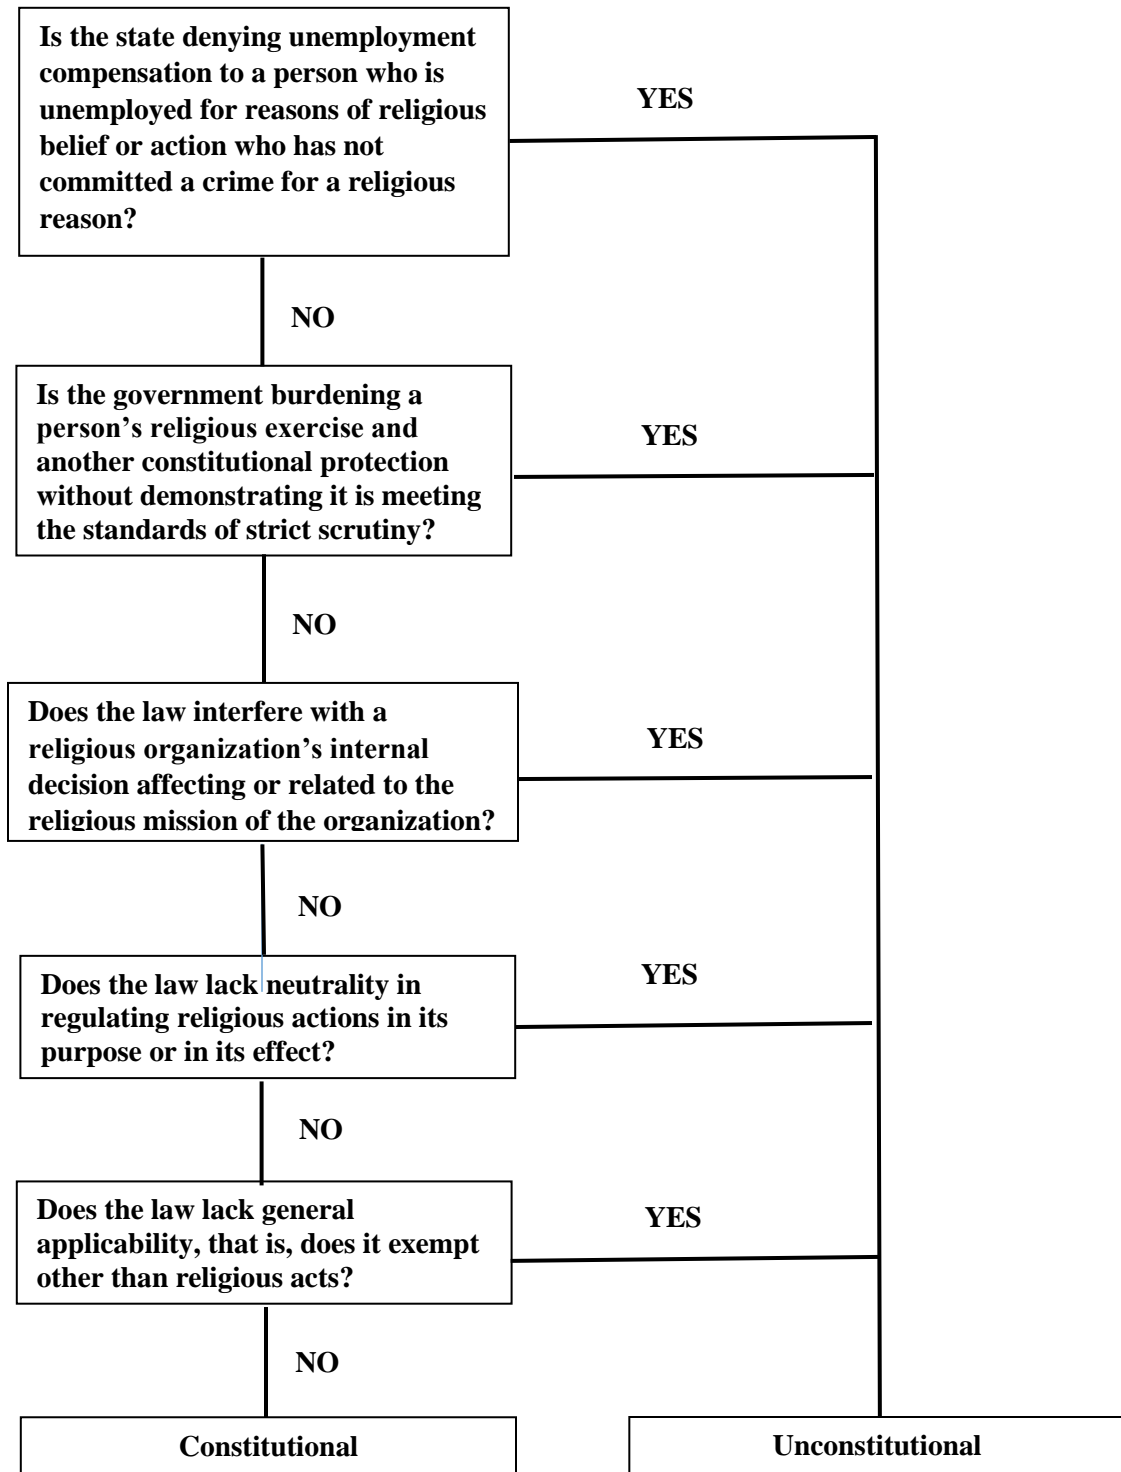 Is the state denying unemployment
compensation to a person who is
unemployed for reasons of religious
belief or action who has not
committed a crime for a religious
reason?
YES
NO
Is the government burdening a
person’s religious exercise and
another constitutional protection
without demonstrating it is meeting
the standards of strict scrutiny?
YES
NO
Does the law interfere with a
religious organization’s internal
decision affecting or related to the
religious mission of the organization?
YES
NO
Does the law lack neutrality in
regulating religious actions in its
purpose or in its effect?
YES
NO
Does the law lack general
applicability, that is, does it exempt
other than religious acts?
YES
NO
Constitutional
Unconstitutional